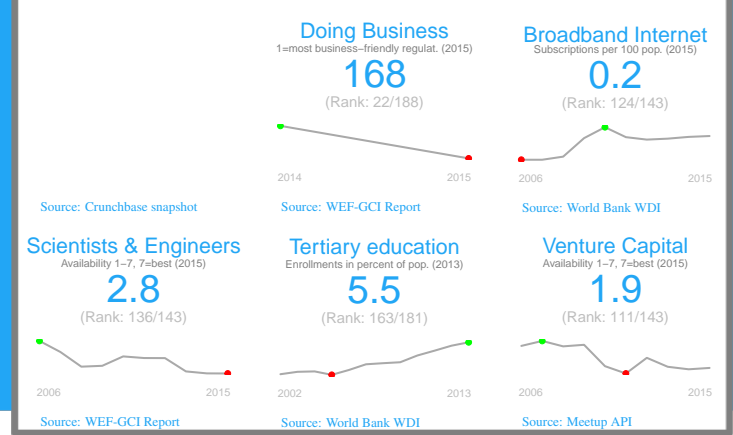 Doing Business
1=most business−friendly regulat. (2015)
168
(Rank: 22/188)
2014
2015
Broadband Internet
Subscriptions per 100 pop. (2015)
0.2
(Rank: 124/143)
2006
2015
Source: Crunchbase snapshot
Source: WEF-GCI Report
Source: World Bank WDI
Scientists & Engineers
Availability 1−7, 7=best (2015)
2.8
(Rank: 136/143)
2006
2015
Tertiary education
Enrollments in percent of pop. (2013)
5.5
(Rank: 163/181)
2002
2013
Venture Capital
Availability 1−7, 7=best (2015)
1.9
(Rank: 111/143)
2006
2015
Source: WEF-GCI Report
Source: World Bank WDI
Source: Meetup API